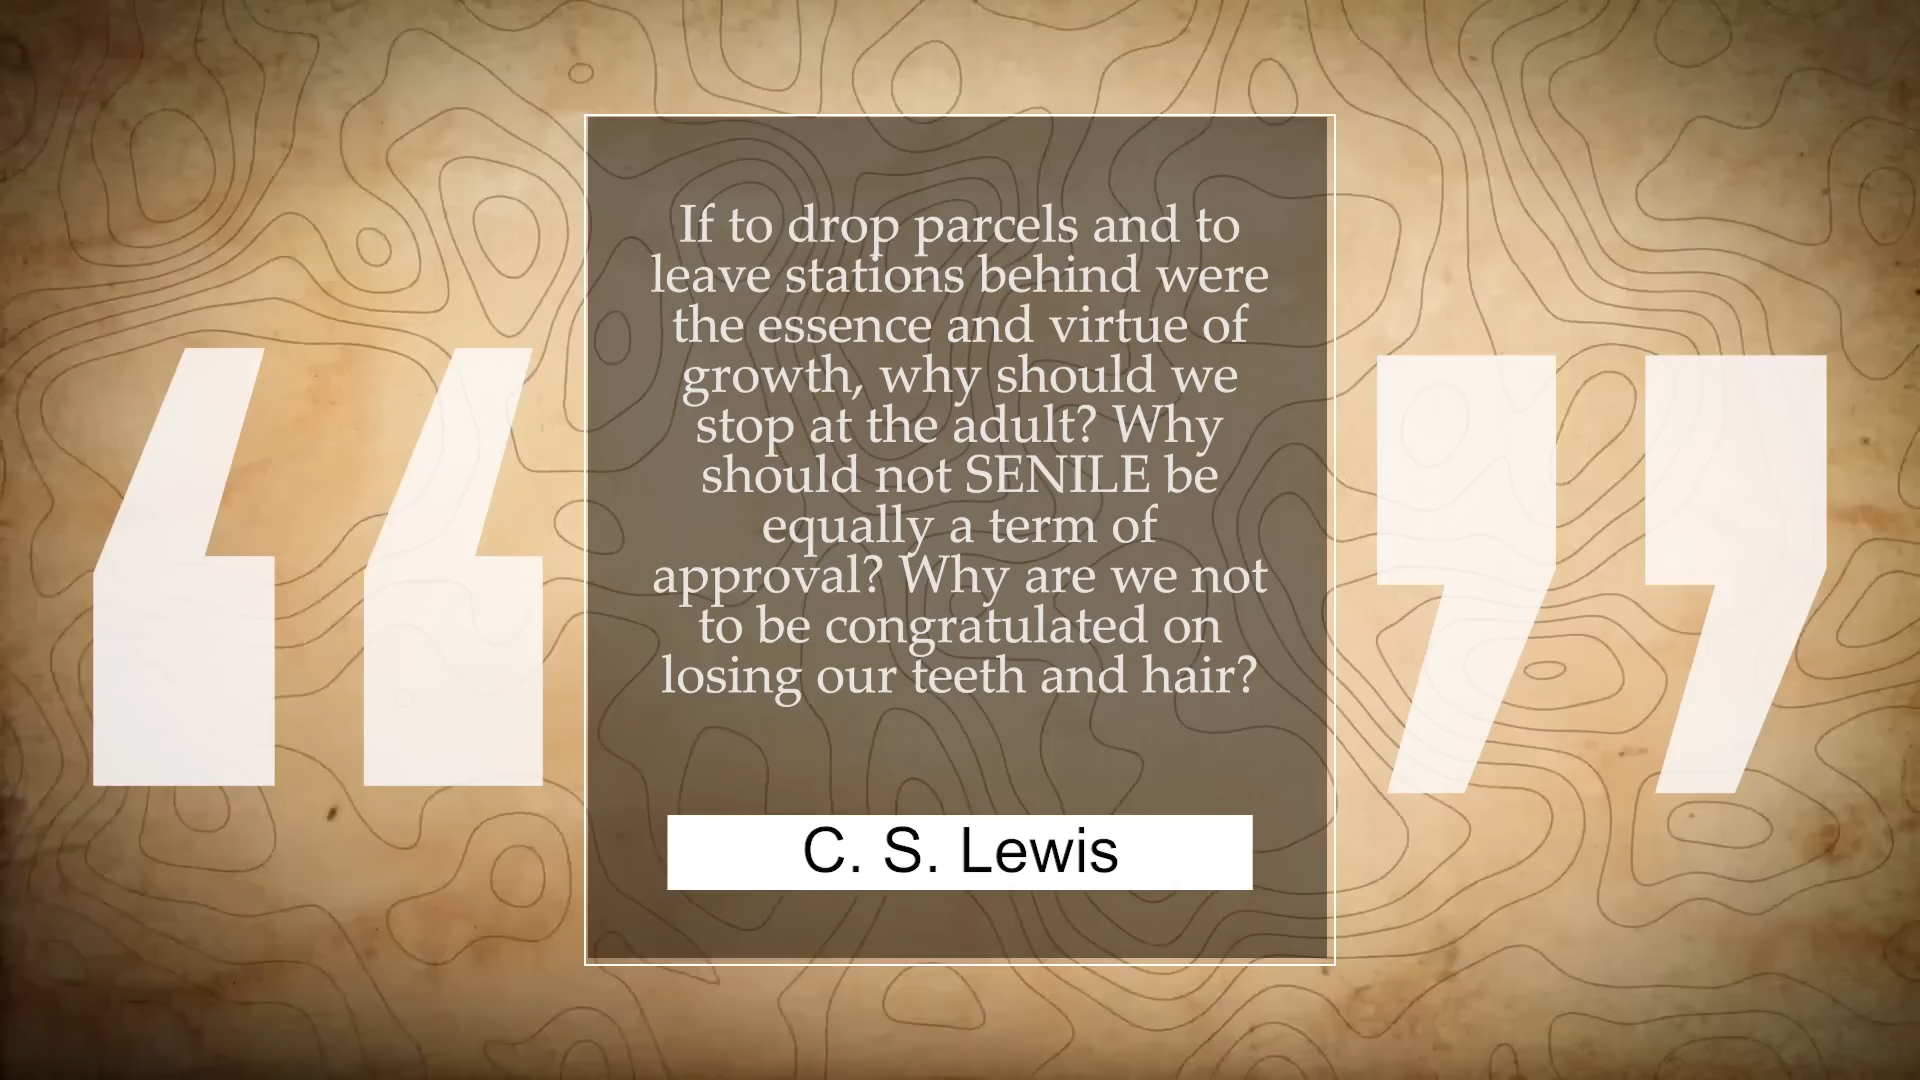 If to drop parcels and to
leave stations behind were
the essence and virtue of
growth, why should we
stop at the adult? Why
should not SENILE be
equally a term of
approval? Why are we not
to be congratulated on
losing our teeth and hair?
C. S. Lewis